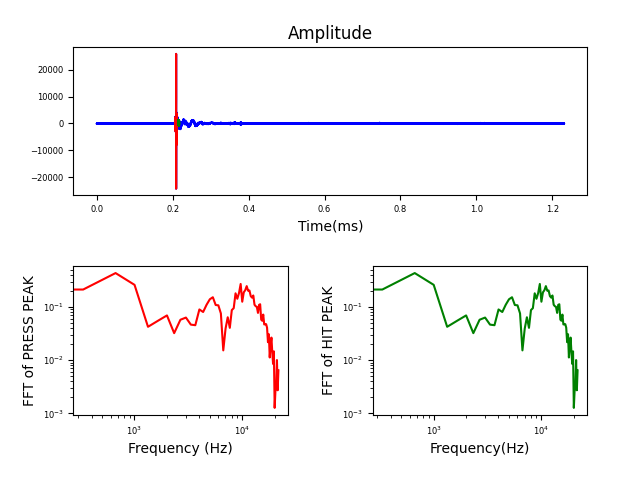 Amplitude
20000
10000
0
−10000
−20000
0.0 0.2 0.4 0.6 0.8 1.0 1.2
Time(ms)
FFT of PRESS PEAK
10⁻¹
10⁻²
10⁻³
10³ 10⁴
Frequency (Hz)
FFT of HIT PEAK
10⁻¹
10⁻²
10⁻³
10³ 10⁴
Frequency(Hz)